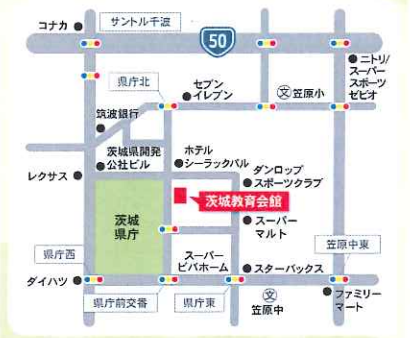 コナカ
サントル千波
50
ニトリ/
スーパー
スポーツ
ゼビオ
県庁北
セブン
イレブン
文 笠原小
筑波銀行
茨城県開発
公社ビル
ホテル
シーラックパル
レクサス
ダンロップ
スポーツクラブ
茨城教育会館
茨城
県庁
スーパー
マルト
県庁西
スーパー
ビバホーム
笠原中東
ダイハツ
スターバックス
県庁前交番
県庁東
文
笠原中
ファミリー
マート